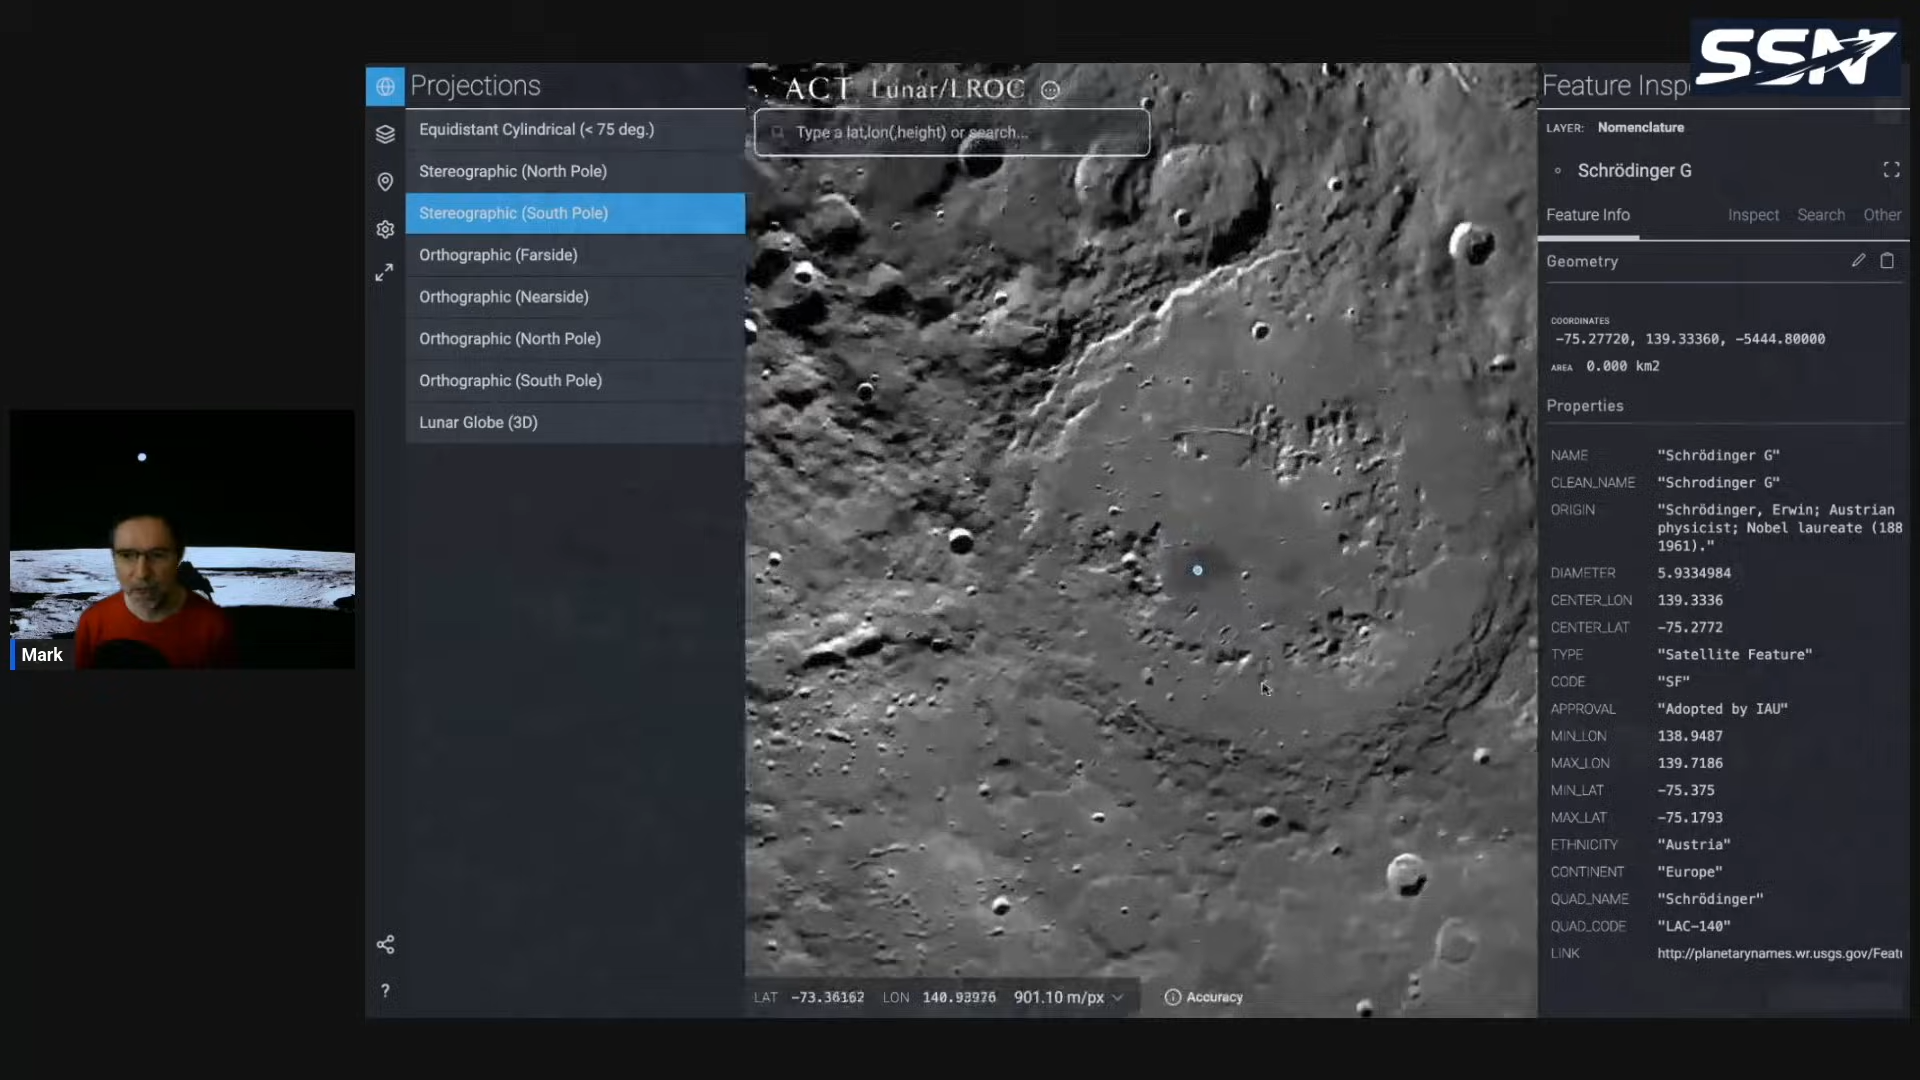 SSN
Projections
Equidistant Cylindrical (< 75 deg.)
Stereographic (North Pole)
Stereographic (South Pole)
Orthographic (Farside)
Orthographic (Nearside)
Orthographic (North Pole)
Orthographic (South Pole)
Lunar Globe (3D)
?
Mark
ACT Lunar/LROC
Type a lat,lon(,height) or search...
LAT -73.36162 LON 140.93976 901.10 m/px
Accuracy
Feature Insp
LAYER: Nomenclature
Schrödinger G
Feature Info Inspect Search Other
Geometry
COORDINATES
-75.27720, 139.33360, -5444.80000
AREA 0.000 km2
Properties
NAME "Schrödinger G"
CLEAN_NAME "Schrodinger G"
ORIGIN "Schrödinger, Erwin; Austrian
physicist; Nobel laureate (188
1961)."
DIAMETER 5.9334984
CENTER_LON 139.3336
CENTER_LAT -75.2772
TYPE "Satellite Feature"
CODE "SF"
APPROVAL "Adopted by IAU"
MIN_LON 138.9487
MAX_LON 139.7186
MIN_LAT -75.375
MAX_LAT -75.1793
ETHNICITY "Austria"
CONTINENT "Europe"
QUAD_NAME "Schrödinger"
QUAD_CODE "LAC-140"
LINK http://planetarynames.wr.usgs.gov/Feat